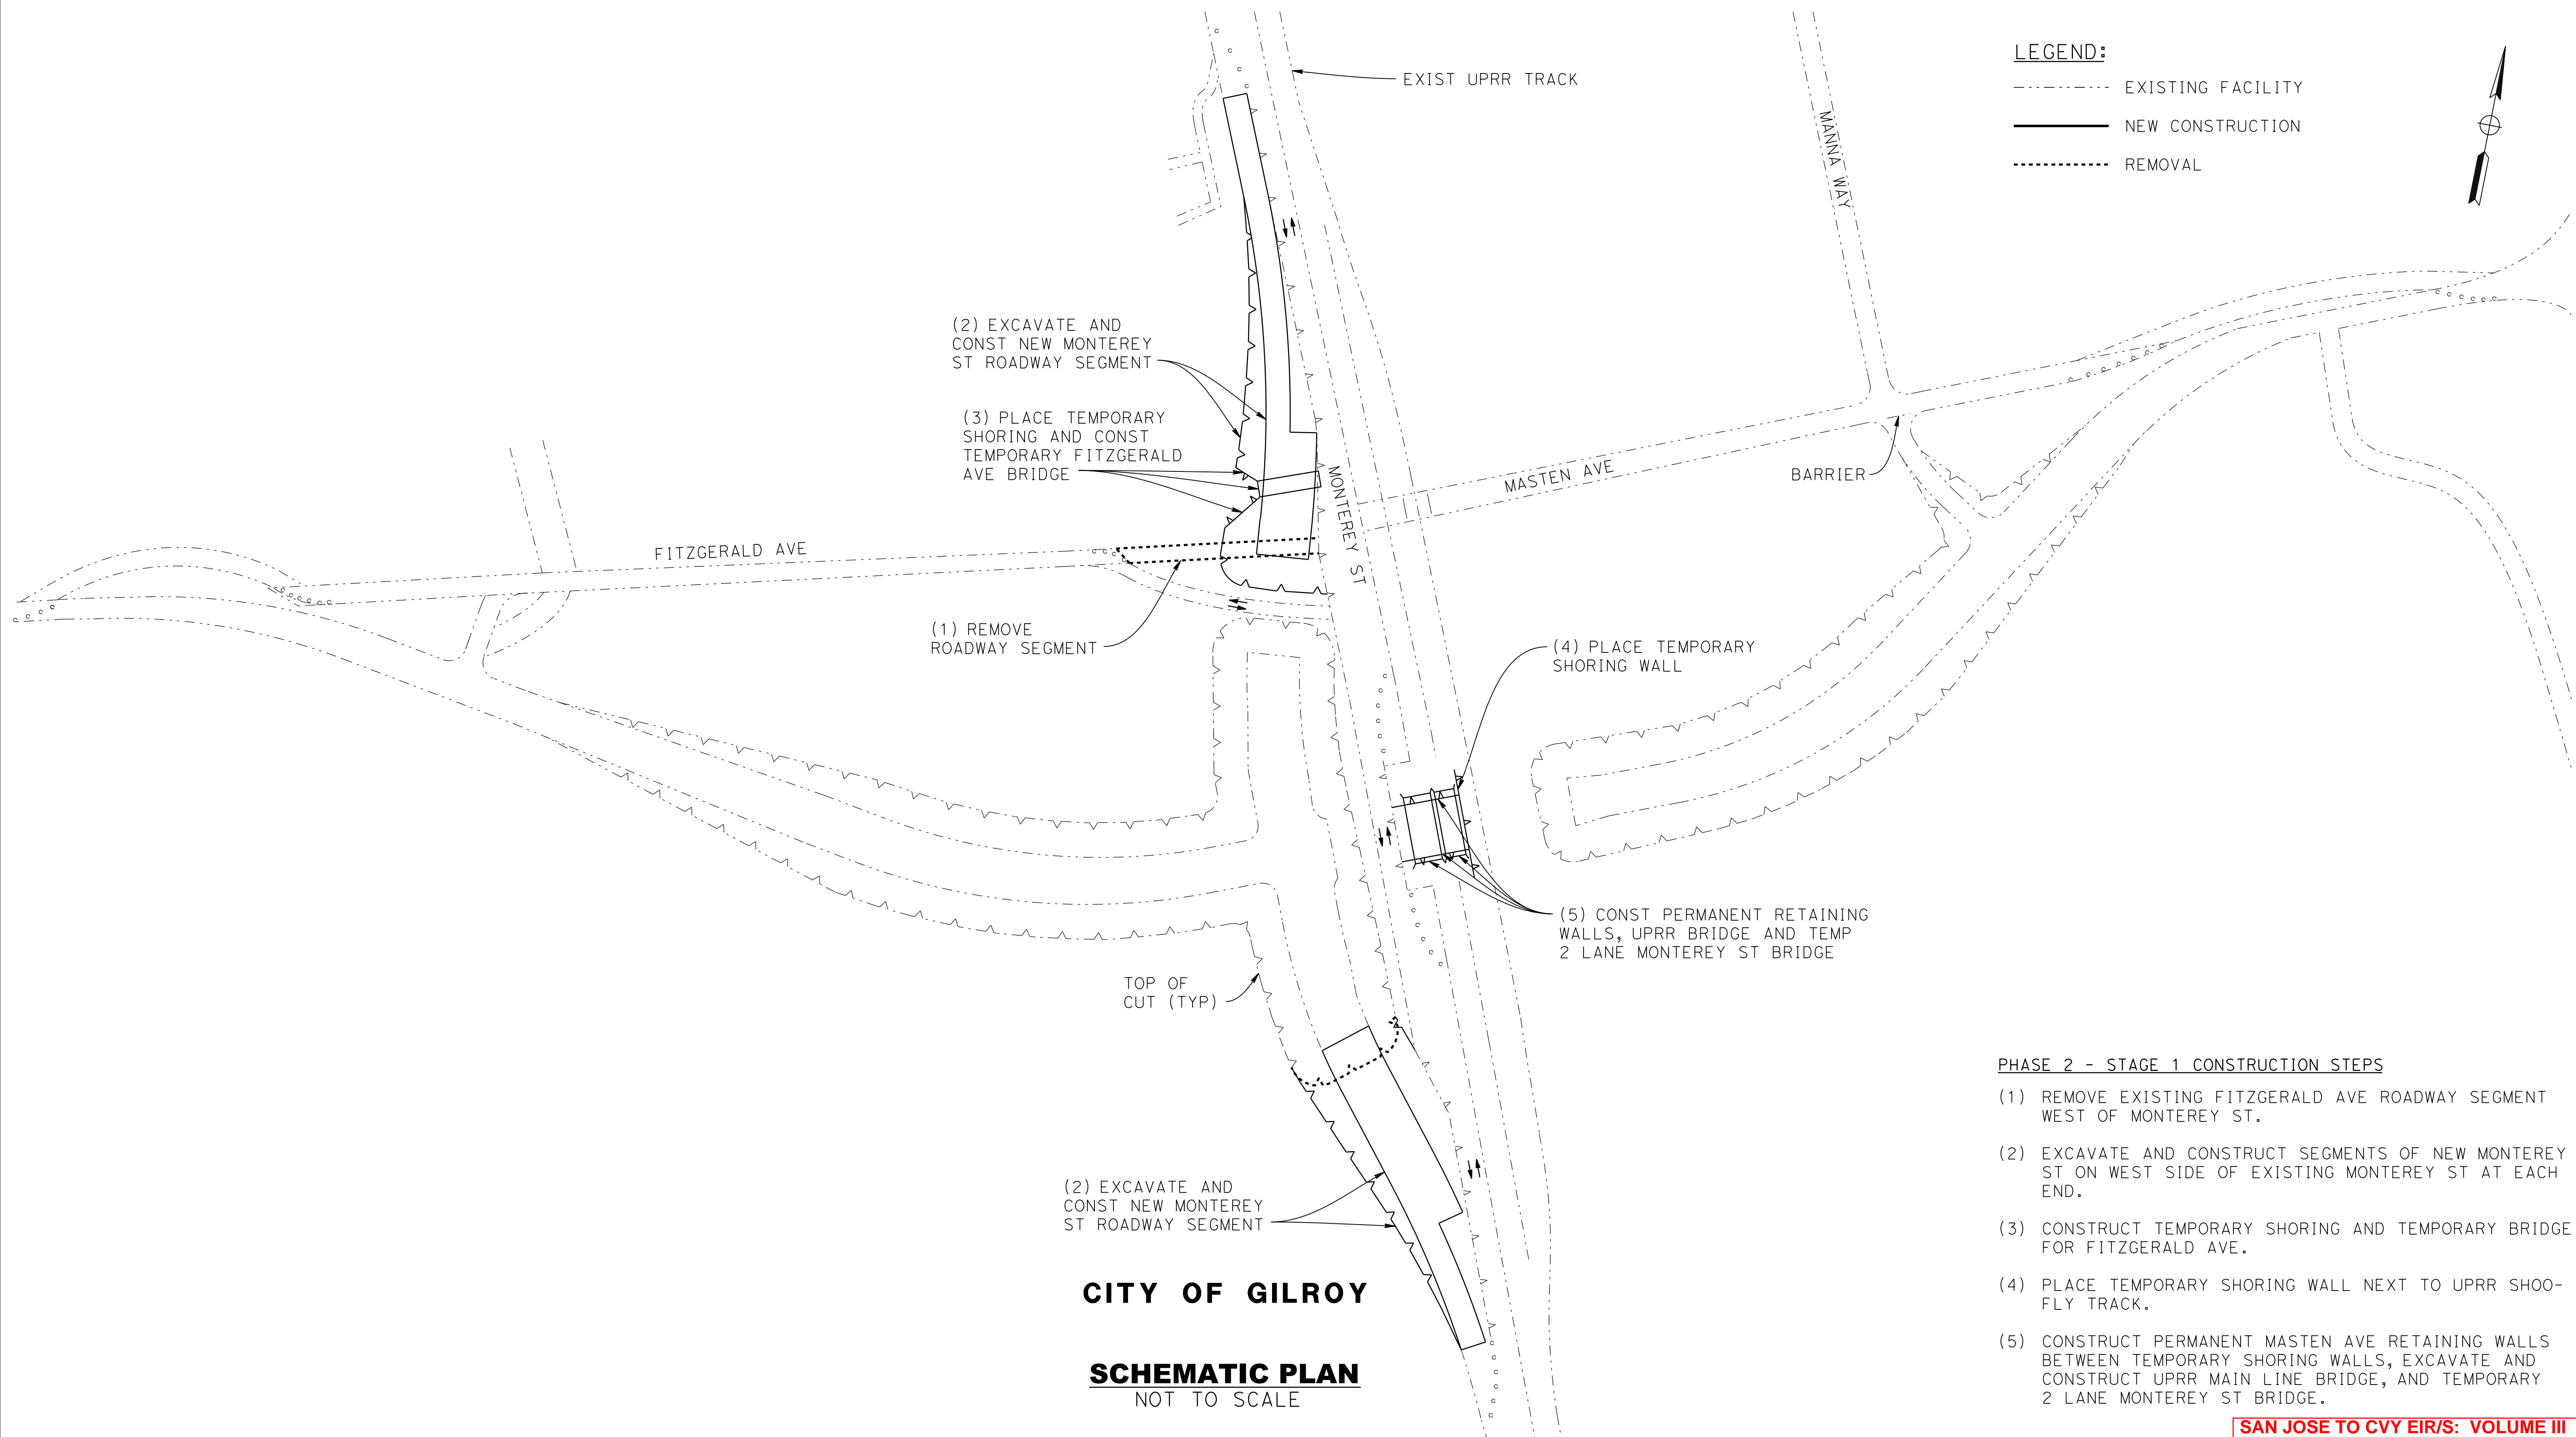 EXIST UPRR TRACK
MANNA WAY
LEGEND:
EXISTING FACILITY
NEW CONSTRUCTION
REMOVAL
(2) EXCAVATE AND
CONST NEW MONTEREY
ST ROADWAY SEGMENT
(3) PLACE TEMPORARY
SHORING AND CONST
TEMPORARY FITZGERALD
AVE BRIDGE
MONTEREY ST
MASTEN AVE
BARRIER
FITZGERALD AVE
(1) REMOVE
ROADWAY SEGMENT
(4) PLACE TEMPORARY
SHORING WALL
(5) CONST PERMANENT RETAINING
WALLS, UPRR BRIDGE AND TEMP
2 LANE MONTEREY ST BRIDGE
TOP OF
CUT (TYP)
(2) EXCAVATE AND
CONST NEW MONTEREY
ST ROADWAY SEGMENT
CITY OF GILROY
SCHEMATIC PLAN
NOT TO SCALE
PHASE 2 - STAGE 1 CONSTRUCTION STEPS
(1) REMOVE EXISTING FITZGERALD AVE ROADWAY SEGMENT
WEST OF MONTEREY ST.
(2) EXCAVATE AND CONSTRUCT SEGMENTS OF NEW MONTEREY
ST ON WEST SIDE OF EXISTING MONTEREY ST AT EACH
END.
(3) CONSTRUCT TEMPORARY SHORING AND TEMPORARY BRIDGE
FOR FITZGERALD AVE.
(4) PLACE TEMPORARY SHORING WALL NEXT TO UPRR SHOO-
FLY TRACK.
(5) CONSTRUCT PERMANENT MASTEN AVE RETAINING WALLS
BETWEEN TEMPORARY SHORING WALLS, EXCAVATE AND
CONSTRUCT UPRR MAIN LINE BRIDGE, AND TEMPORARY
2 LANE MONTEREY ST BRIDGE.
SAN JOSE TO CVY EIR/S: VOLUME III